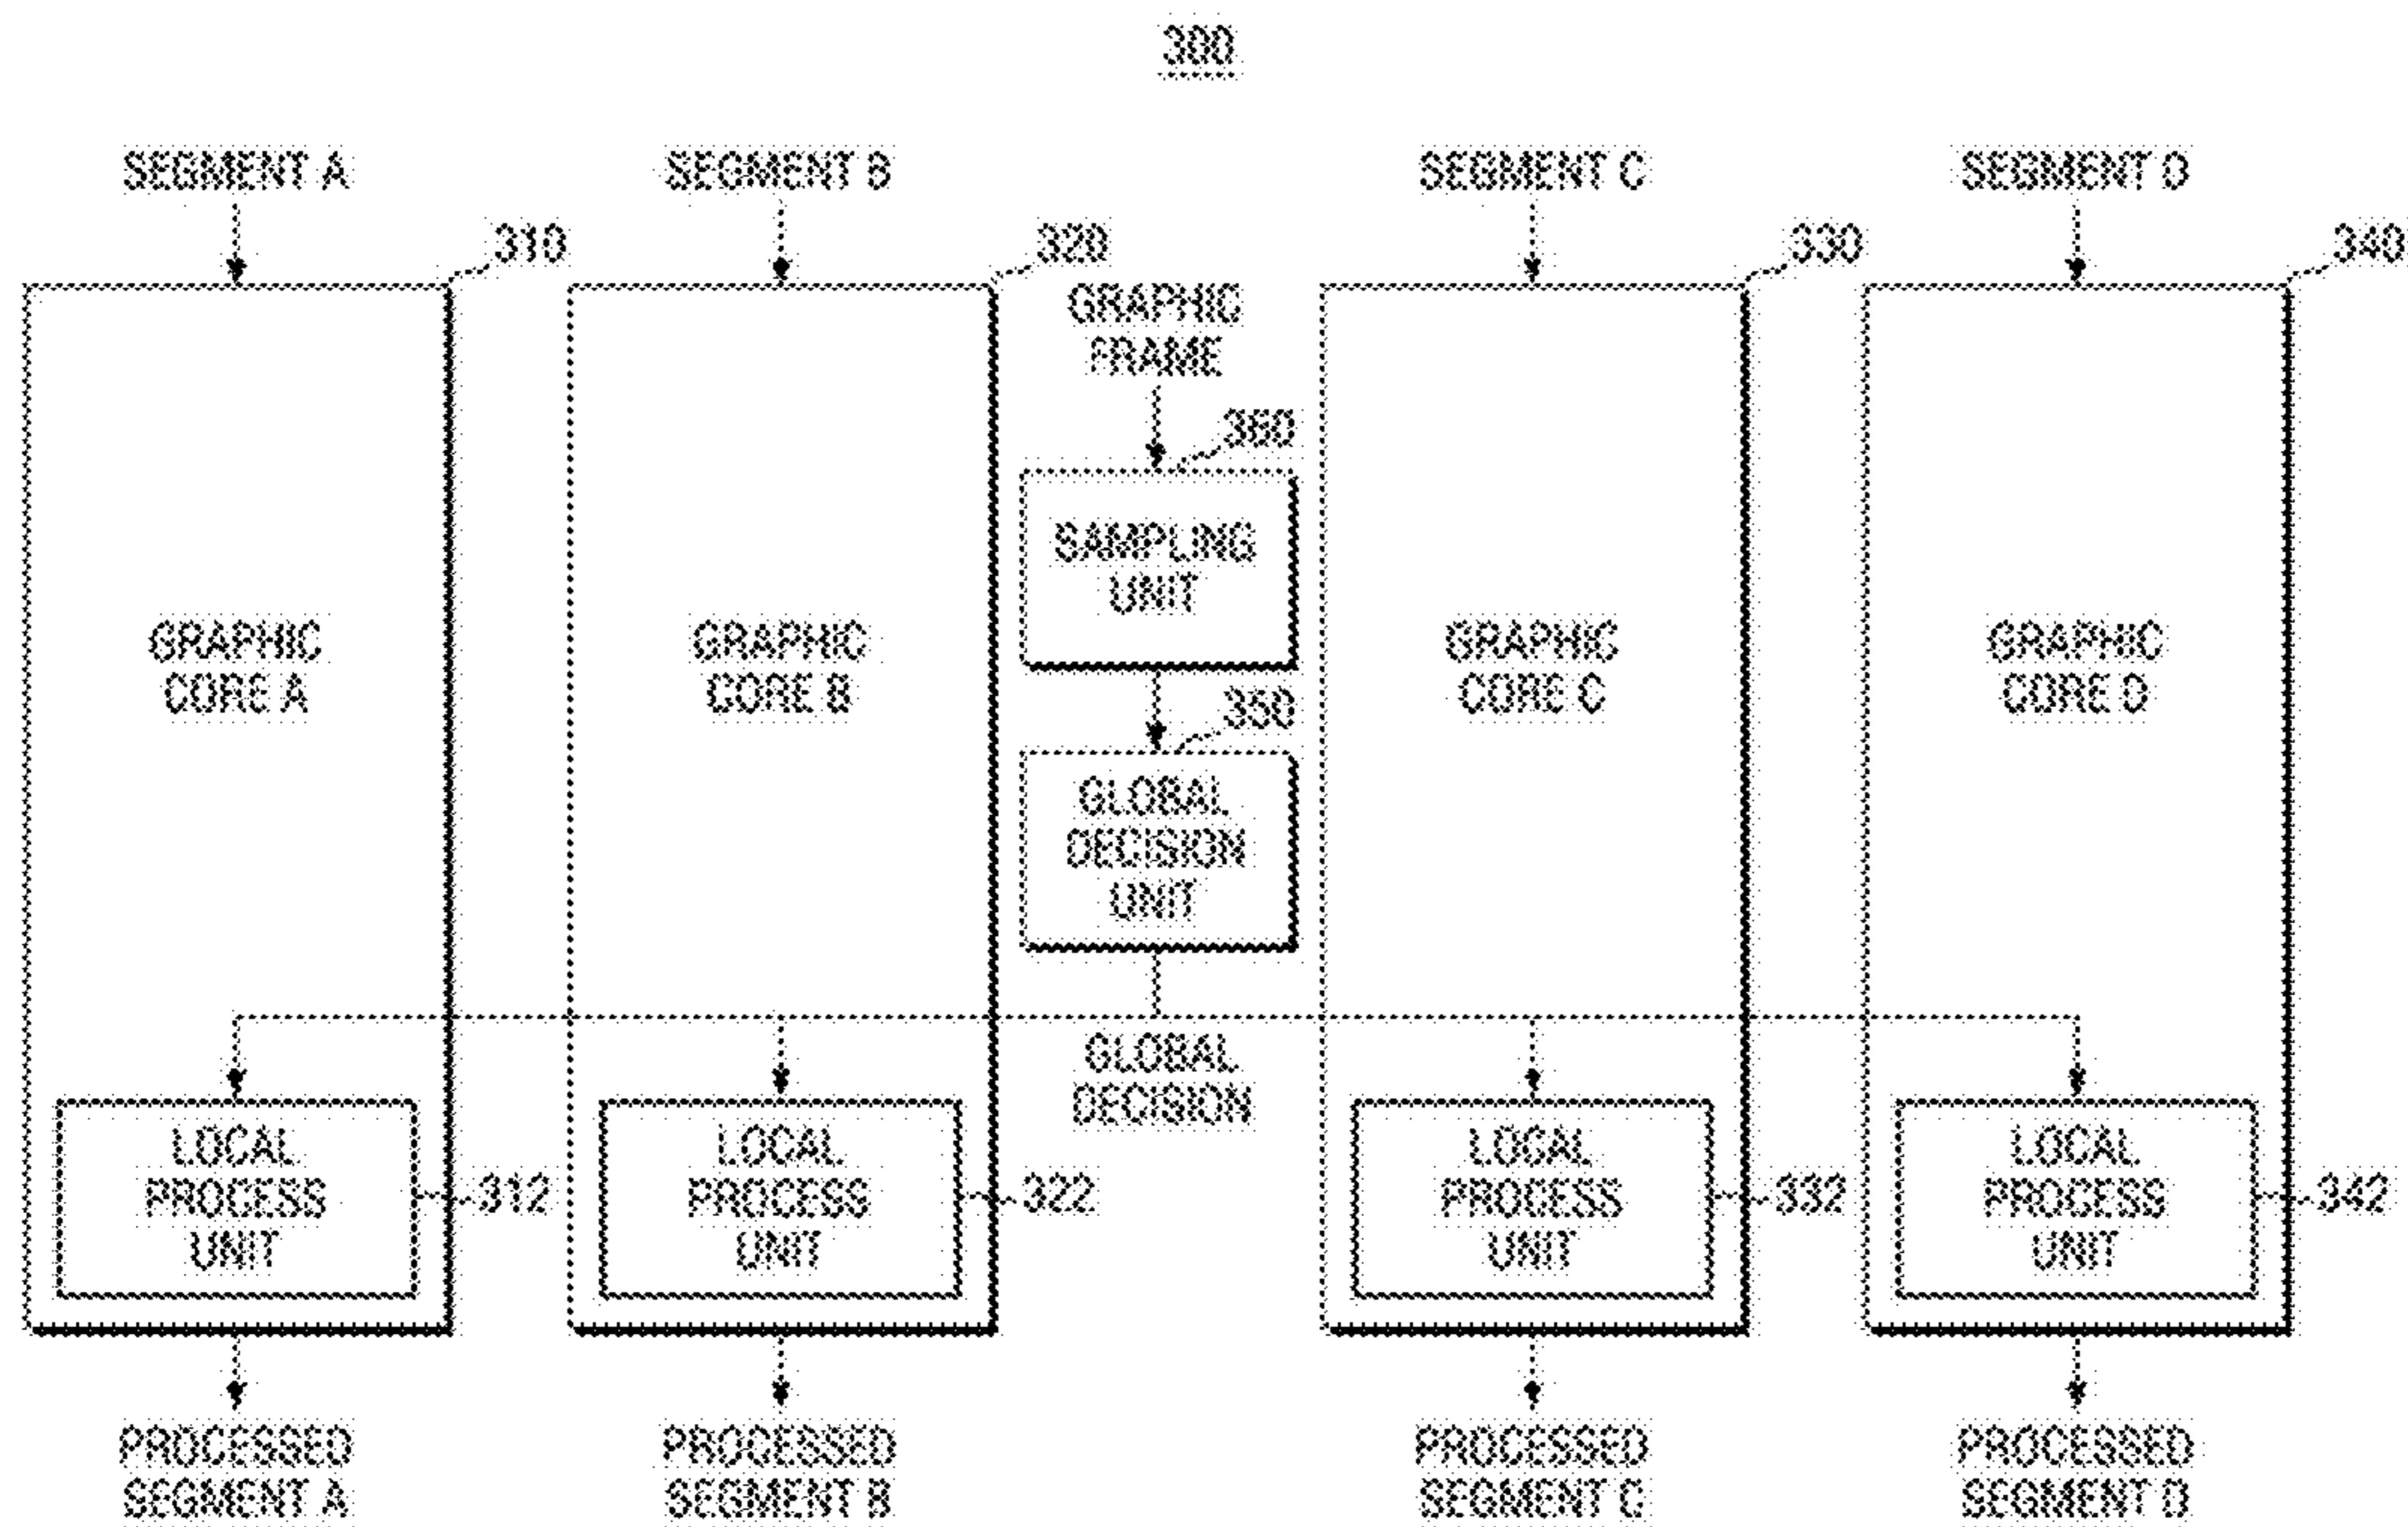 300
SEGMENT A
SEGMENT B
SEGMENT C
SEGMENT D
310
320
330
340
GRAPHIC
FRAME
360
SAMPLING
UNIT
GRAPHIC
CORE A
GRAPHIC
CORE B
GRAPHIC
CORE C
GRAPHIC
CORE D
350
GLOBAL
DECISION
UNIT
GLOBAL
DECISION
LOCAL
PROCESS
UNIT
312
LOCAL
PROCESS
UNIT
322
LOCAL
PROCESS
UNIT
332
LOCAL
PROCESS
UNIT
342
PROCESSED
SEGMENT A
PROCESSED
SEGMENT B
PROCESSED
SEGMENT C
PROCESSED
SEGMENT D